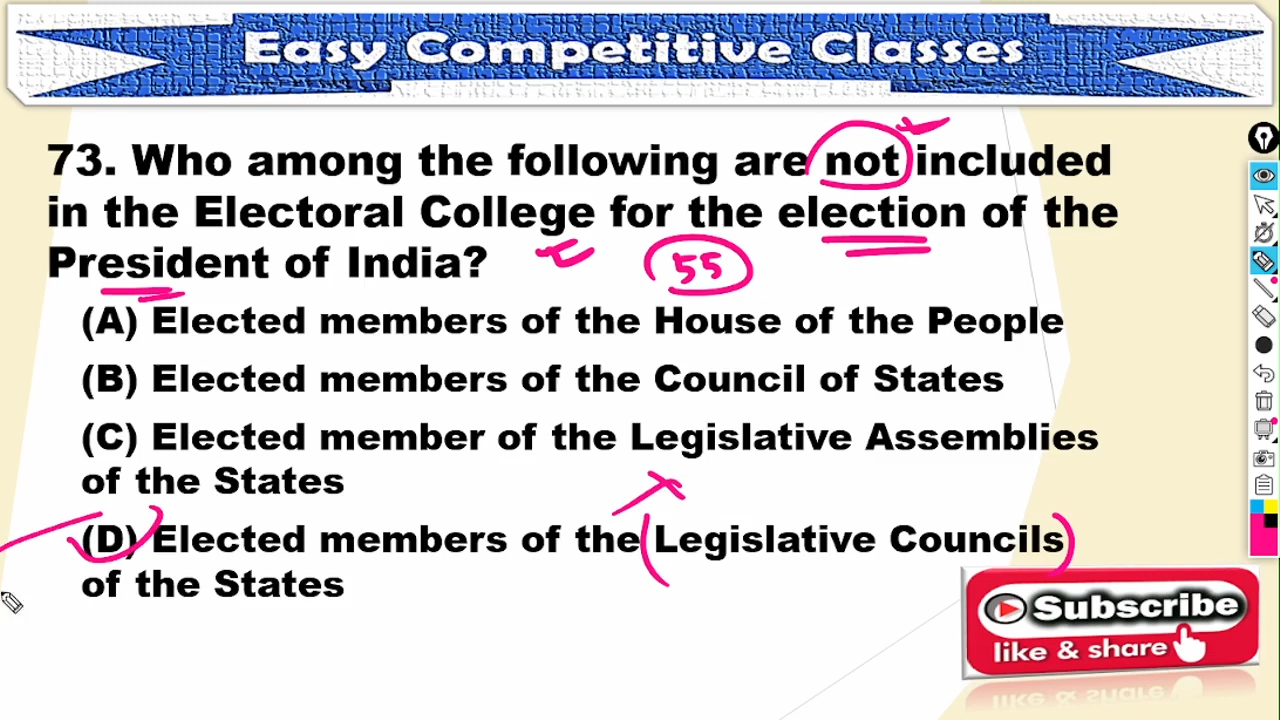 Easy Competitive Classes
73. Who among the following are not included
in the Electoral College for the election of the
President of India?
55
(A) Elected members of the House of the People
(B) Elected members of the Council of States
(C) Elected member of the Legislative Assemblies
of the States
(D) Elected members of the Legislative Councils
of the States
Subscribe
like & share